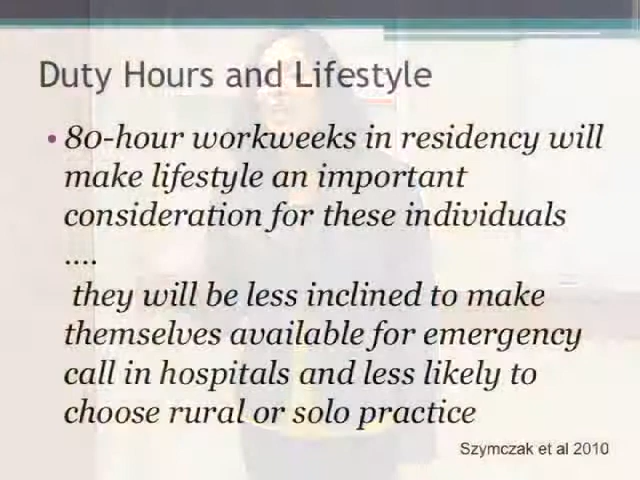 Duty Hours and Lifestyle
• 80-hour workweeks in residency will
make lifestyle an important
consideration for these individuals
....
they will be less inclined to make
themselves available for emergency
call in hospitals and less likely to
choose rural or solo practice
Szymczak et al 2010